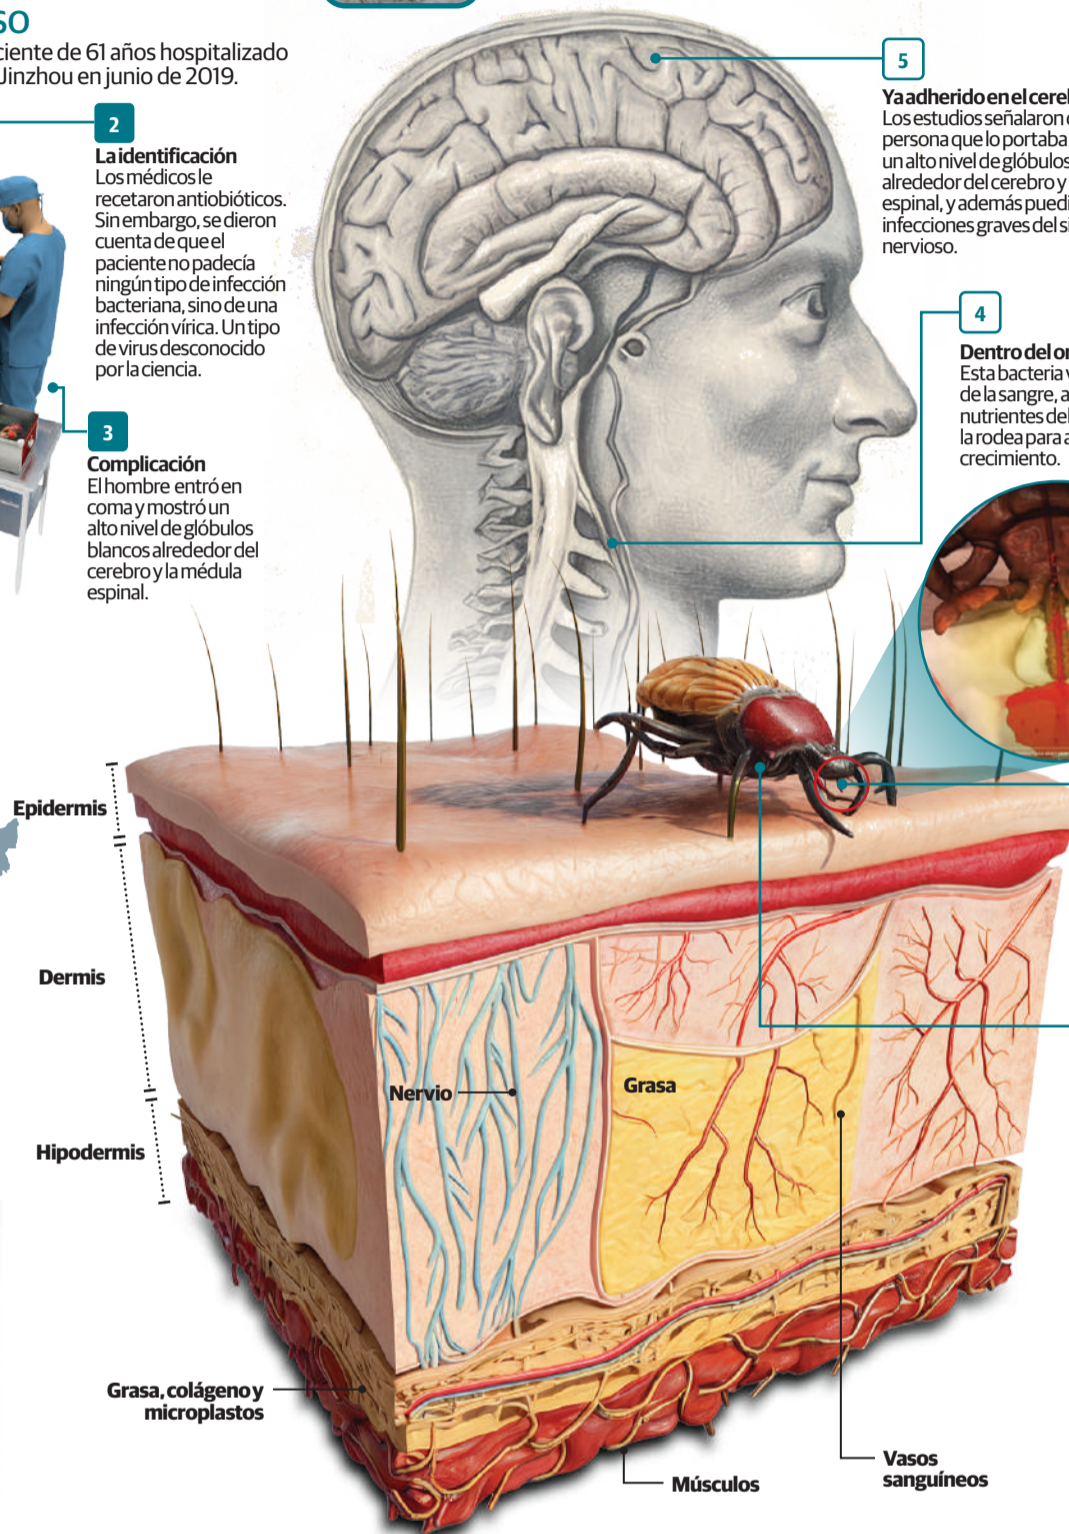 SO
ciente de 61 años hospitalizado
Jinzhou en junio de 2019.
2
La identificación
Los médicos le
recetaron antibióticos.
Sin embargo, se dieron
cuenta de que el
paciente no padecía
ningún tipo de infección
bacteriana, sino de una
infección vírica. Un tipo
de virus desconocido
por la ciencia.
3
Complicación
El hombre entró en
coma y mostró un
alto nivel de glóbulos
blancos alrededor del
cerebro y la médula
espinal.
5
Ya adherido en el cerel
Los estudios señalaron
persona que lo portaba
un alto nivel de glóbulos
alrededor del cerebro y
espinal, y además puedi
infecciones graves del si
nervioso.
4
Dentro del or
Esta bacteria v
de la sangre, a
nutrientes del
la rodea para a
crecimiento.
Epidermis
Dermis
Hipodermis
Nervio
Grasa
Grasa, colágeno y
microplastos
Músculos
Vasos
sanguíneos